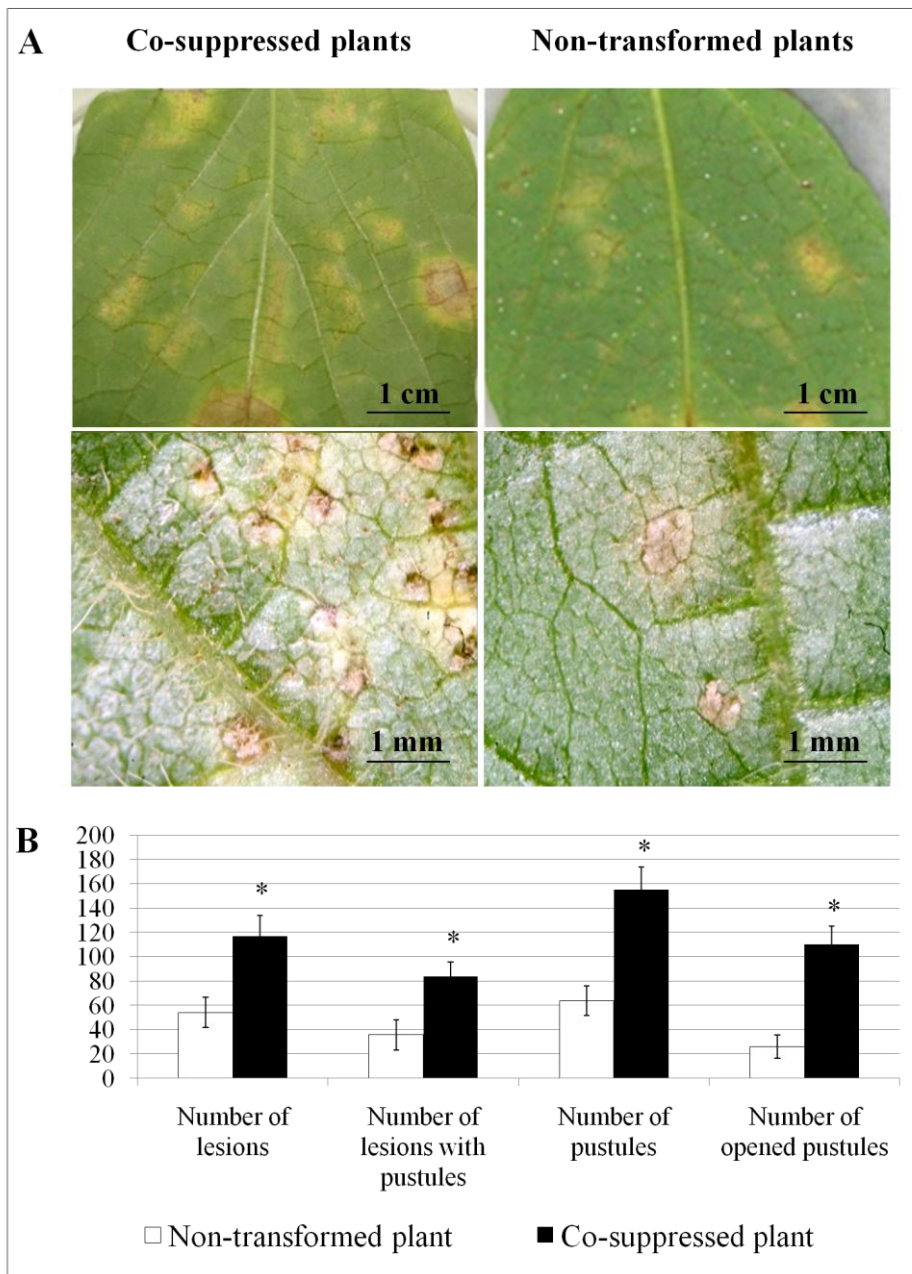 A
Co-suppressed plants
Non-transformed plants
1 cm
1 cm
1 mm
1 mm
B
200
180
160
140
120
100
80
60
40
20
0
*
*
*
*
Number of
lesions
Number of
lesions with
pustules
Number of
pustules
Number of
opened pustules
Non-transformed plant
Co-suppressed plant